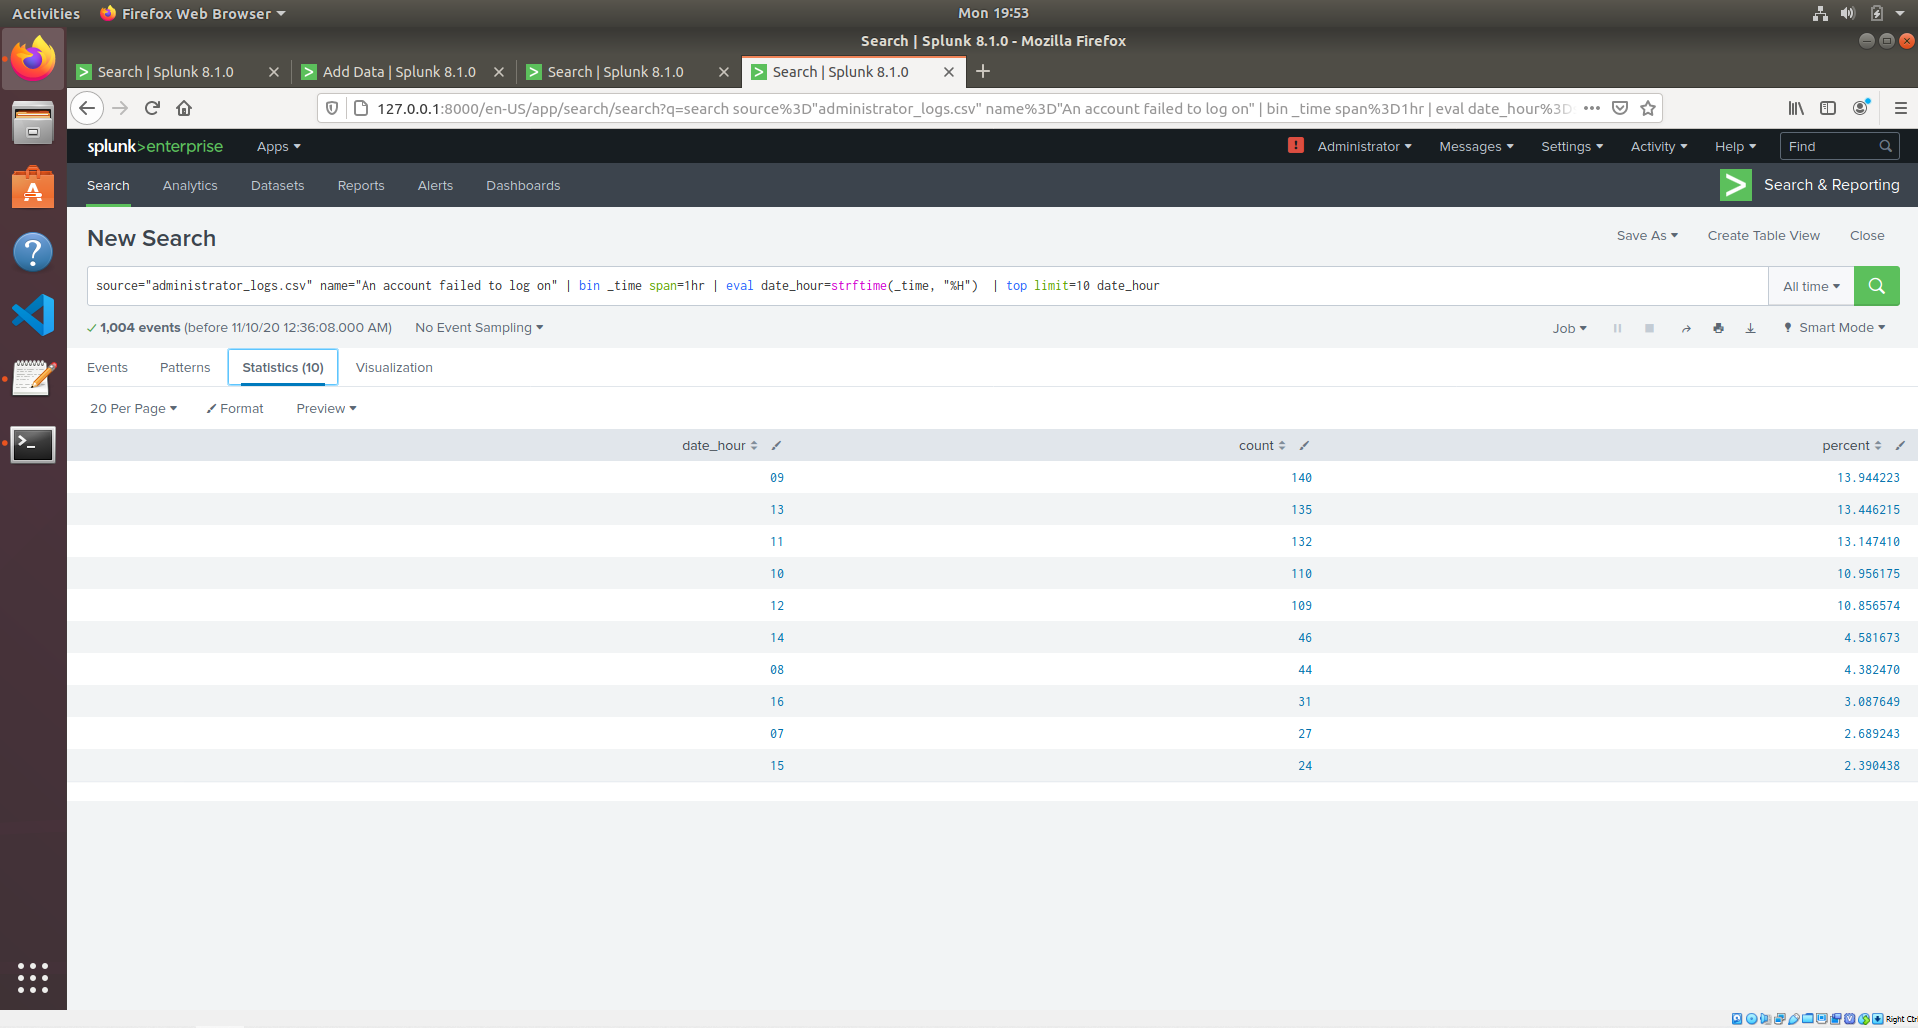 Activities Firefox Web Browser Mon 19:53
Search | Splunk 8.1.0 - Mozilla Firefox
Search | Splunk 8.1.0 Add Data | Splunk 8.1.0 Search | Splunk 8.1.0 Search | Splunk 8.1.0
127.0.0.1:8000/en-US/app/search/search?q=search source%3D"administrator_logs.csv" name%3D"An account failed to log on" | bin _time span%3D1hr | eval date_hour%3D
splunk>enterprise Apps Administrator Messages Settings Activity Help Find
Search Analytics Datasets Reports Alerts Dashboards Search & Reporting
New Search Save As Create Table View Close
source="administrator_logs.csv" name="An account failed to log on" | bin _time span=1hr | eval date_hour=strftime(_time, "%H")  | top limit=10 date_hour All time
1,004 events (before 11/10/20 12:36:08.000 AM) No Event Sampling Job Smart Mode
Events Patterns Statistics (10) Visualization
20 Per Page Format Preview
date_hour count percent
09 140 13.944223
13 135 13.446215
11 132 13.147410
10 110 10.956175
12 109 10.856574
14 46 4.581673
08 44 4.382470
16 31 3.087649
07 27 2.689243
15 24 2.390438
Right Ctrl